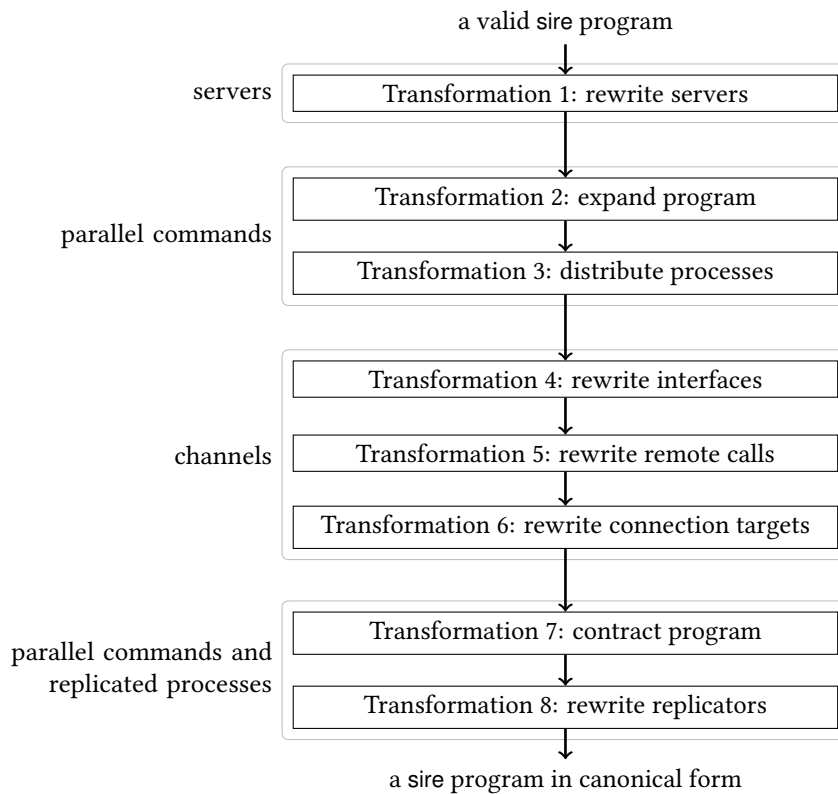 a valid sire program
servers
Transformation 1: rewrite servers
parallel commands
Transformation 2: expand program
Transformation 3: distribute processes
channels
Transformation 4: rewrite interfaces
Transformation 5: rewrite remote calls
Transformation 6: rewrite connection targets
parallel commands and
replicated processes
Transformation 7: contract program
Transformation 8: rewrite replicators
a sire program in canonical form